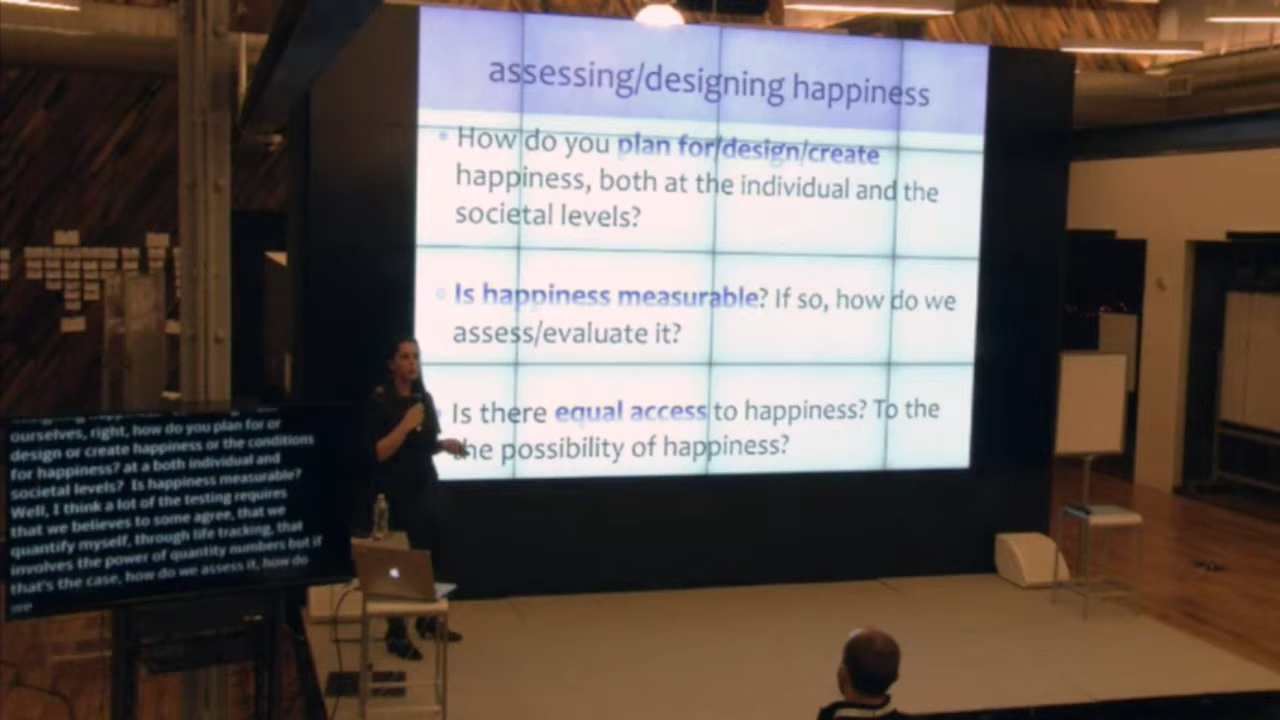 assessing/designing happiness
How do you plan for/design/create
happiness, both at the individual and the
societal levels?
Is happiness measurable? If so, how do we
assess/evaluate it?
Is there equal access to happiness? To the
the possibility of happiness?
ourselves, right, how do you plan for or
design or create happiness or the conditions
for happiness? at a both individual and
societal levels? Is happiness measurable?
Well, I think a lot of the testing requires
that we believes to some agree, that we
quantify myself, through life tracking, that
involves the power of quantity numbers but if
that's the case, how do we assess it, how do
we